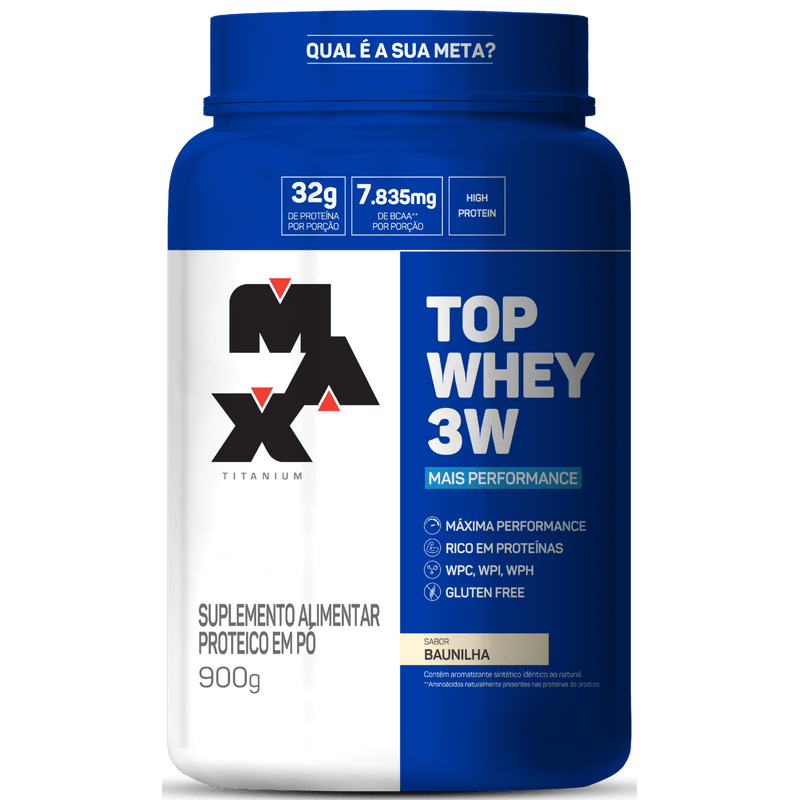 QUAL É A SUA META?
32g
DE PROTEÍNA
POR PORÇÃO
7.835mg
DE BCAA**
POR PORÇÃO
HIGH
PROTEIN
MAX
TITANIUM
SUPLEMENTO ALIMENTAR
PROTEICO EM PÓ
900g
TOP
WHEY
3W
MAIS PERFORMANCE
MÁXIMA PERFORMANCE
RICO EM PROTEÍNAS
WPC, WPI, WPH
GLUTEN FREE
SABOR
BAUNILHA
Contém aromatizante sintético idêntico ao natural.
**Aminoácidos naturalmente presentes nas proteínas do produto.